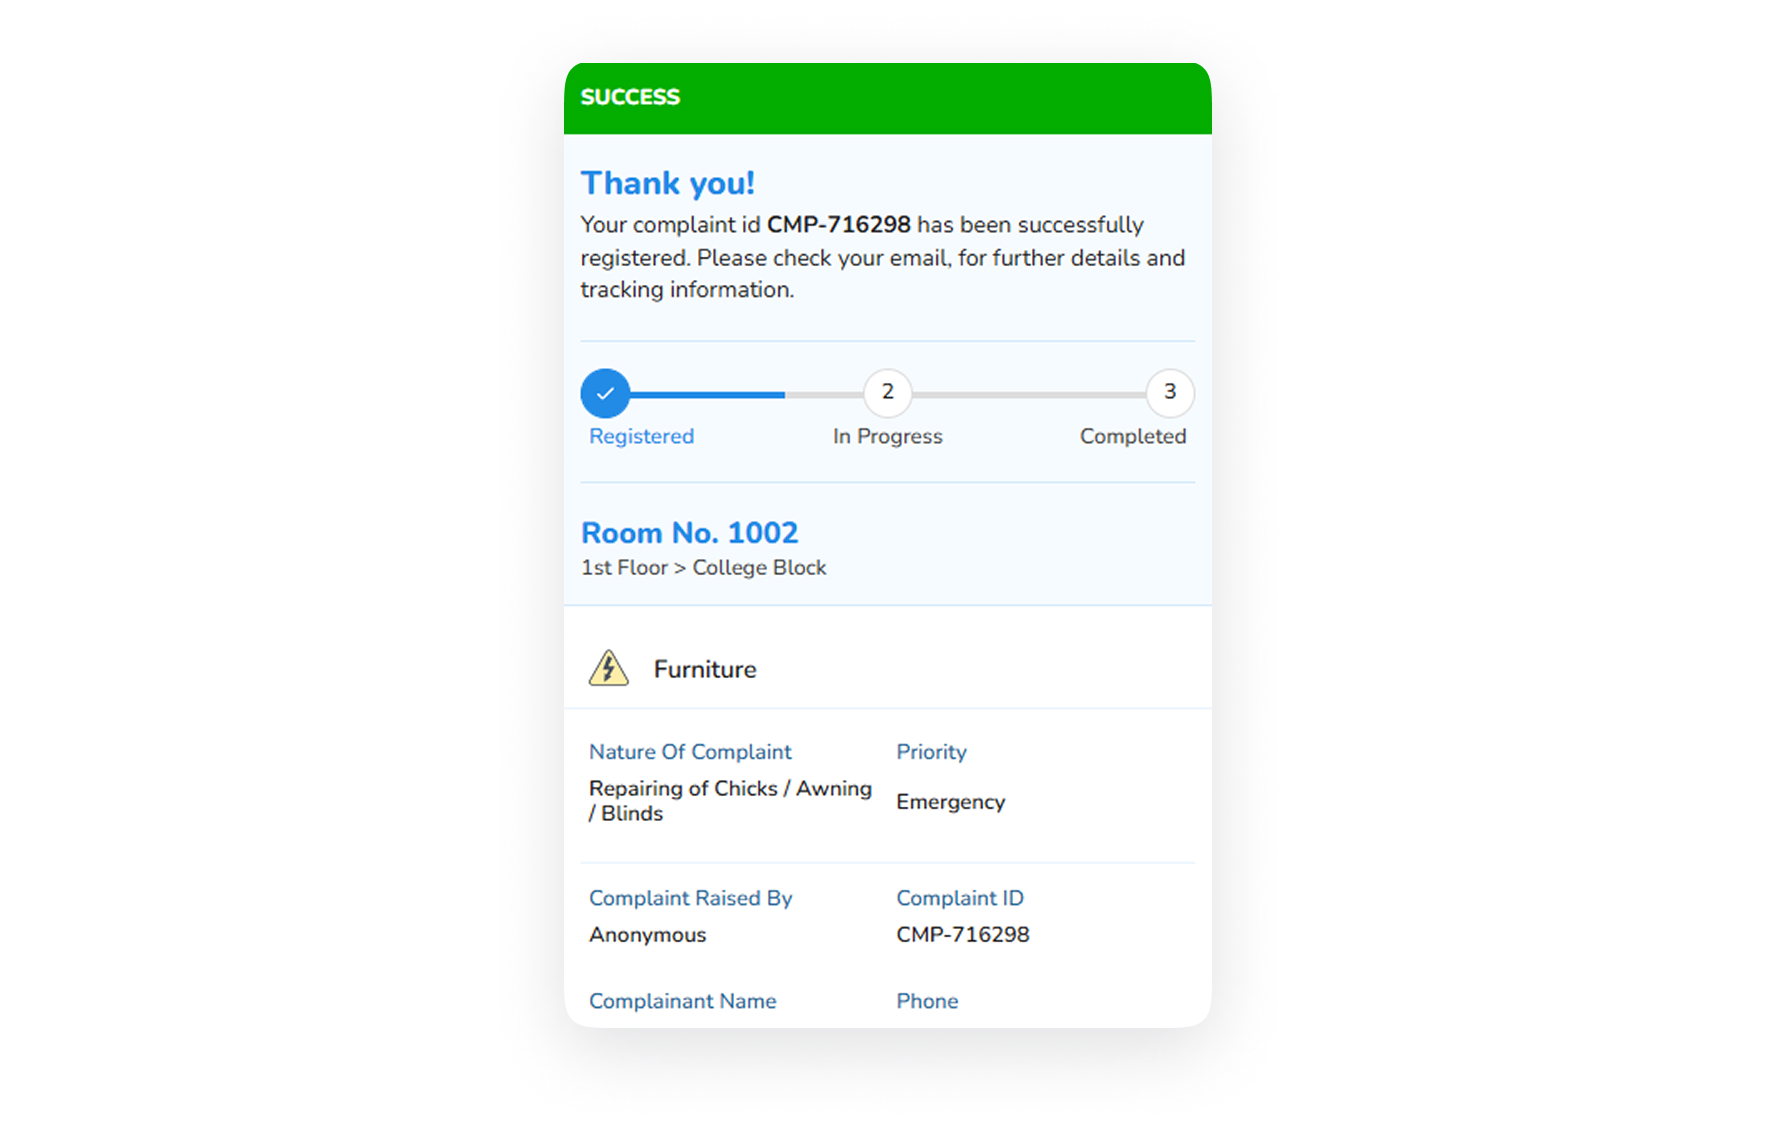 SUCCESS
Thank you!
Your complaint id CMP-716298 has been successfully
registered. Please check your email, for further details and
tracking information.
2
3
Registered
In Progress
Completed
Room No. 1002
1st Floor > College Block
Furniture
Nature Of Complaint
Priority
Repairing of Chicks / Awning
/ Blinds
Emergency
Complaint Raised By
Complaint ID
Anonymous
CMP-716298
Complainant Name
Phone